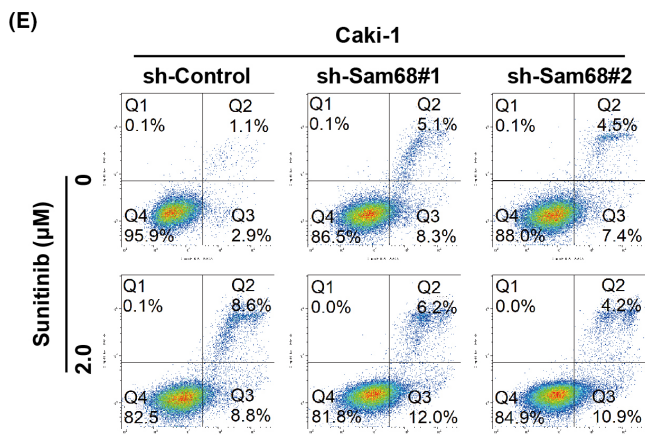 (E)
Caki-1
sh-Control sh-Sam68#1 sh-Sam68#2
Sunitinib (μM)
0
Q1 Q2
0.1% 1.1%
Q4 Q3
95.9% 2.9%
Q1 Q2
0.1% 5.1%
Q4 Q3
86.5% 8.3%
Q1 Q2
0.1% 4.5%
Q4 Q3
88.0% 7.4%
2.0
Q1 Q2
0.1% 8.6%
Q4 Q3
82.5 8.8%
Q1 Q2
0.0% 6.2%
Q4 Q3
81.8% 12.0%
Q1 Q2
0.0% 4.2%
Q4 Q3
84.9% 10.9%